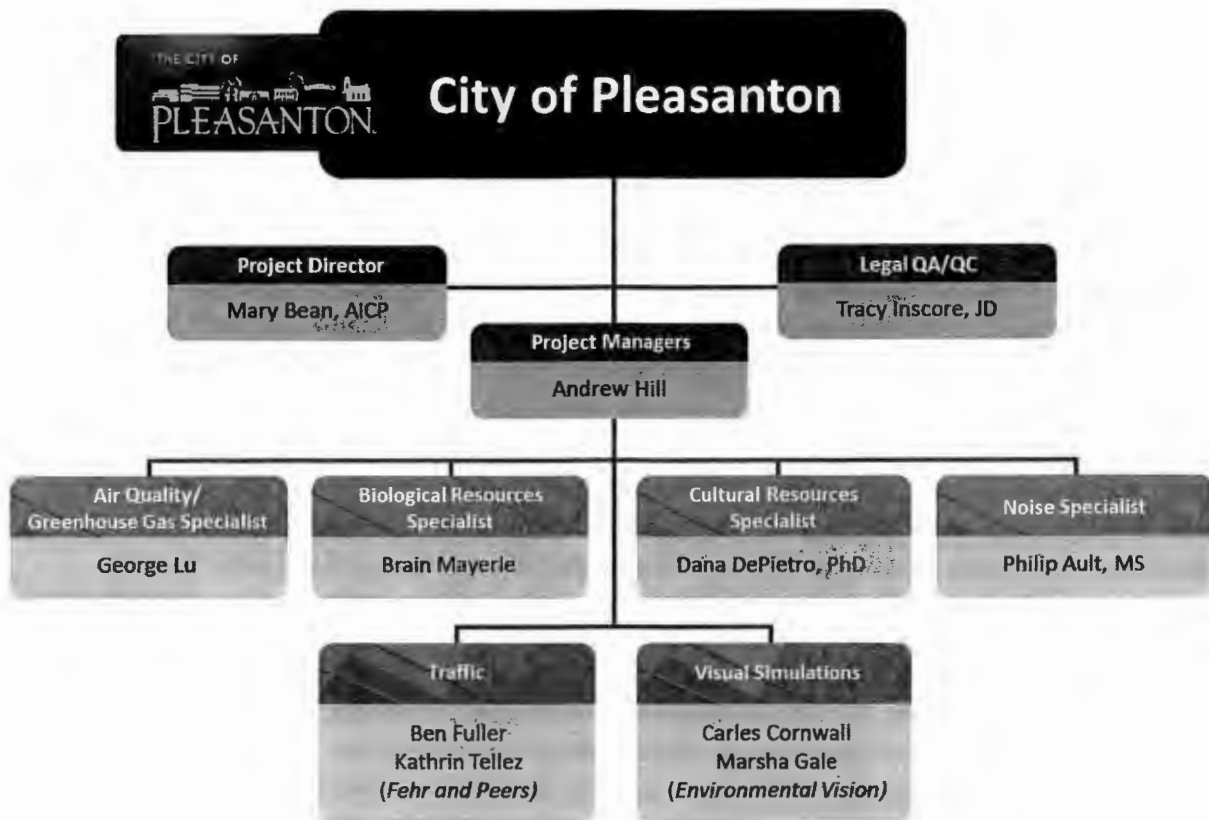 THE CITY OF
PLEASANTON
City of Pleasanton
Project Director
Mary Bean, AICP
Legal QA/QC
Tracy Inscore, JD
Project Managers
Andrew Hill
Air Quality/
Greenhouse Gas Specialist
George Lu
Biological Resources
Specialist
Brain Mayerle
Cultural Resources
Specialist
Dana DePietro, PhD
Noise Specialist
Philip Ault, MS
Traffic
Ben Fuller
Kathrin Tellez
(Fehr and Peers)
Visual Simulations
Carles Cornwall
Marsha Gale
(Environmental Vision)